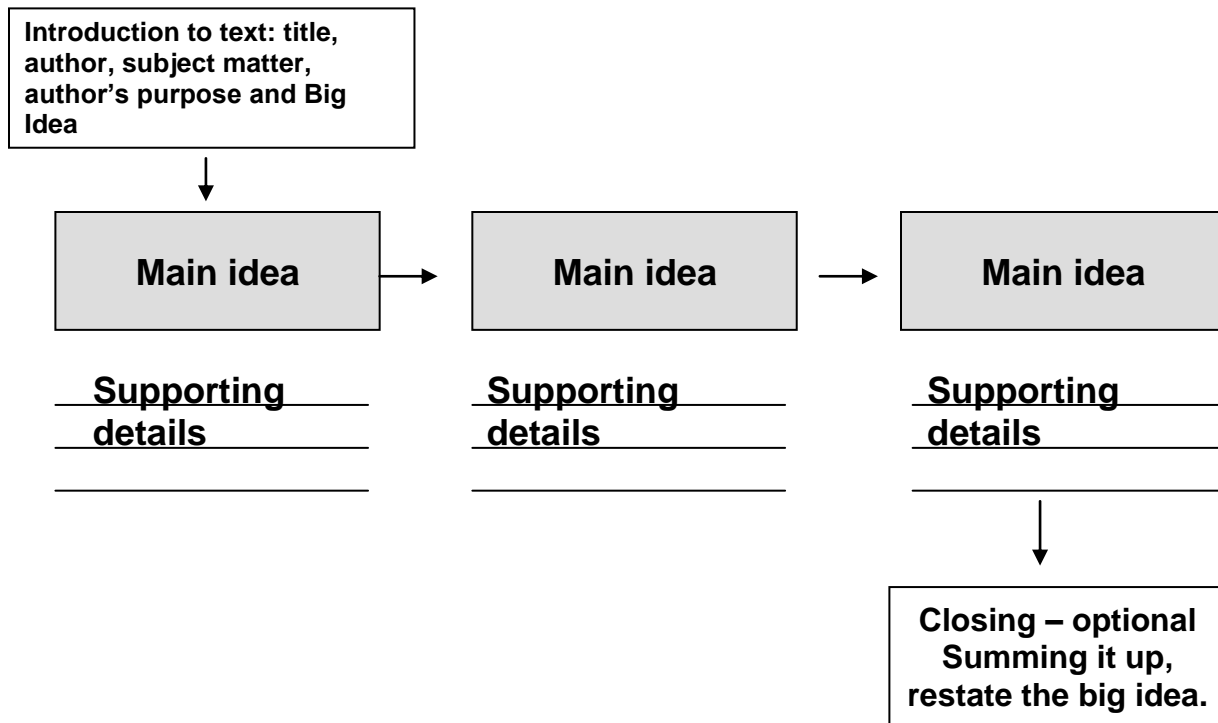 Introduction to text: title,
author, subject matter,
author’s purpose and Big
Idea
Main idea
Main idea
Main idea
Supporting
details
Supporting
details
Supporting
details
Closing – optional
Summing it up,
restate the big idea.